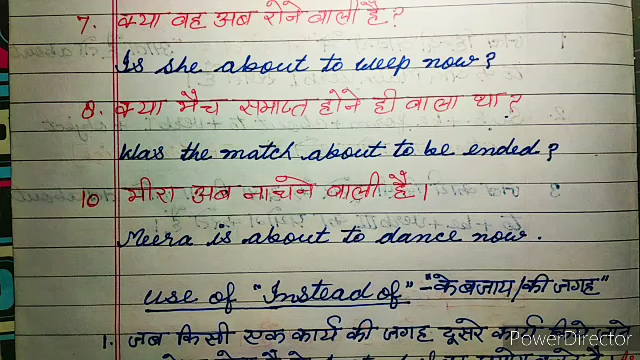 7. क्या वह अब रोने वाली है?
Is she about to weep now?
8. क्या मैच समाप्त होने ही वाला था?
Was the match about to be ended?
10 मीरा अब नाचने वाली है।
Meera is about to dance now.
use of "Instead of" - "के बजाय/की जगह"
1. जब किसी एक कार्य की जगह दूसरे कार्य
PowerDirector